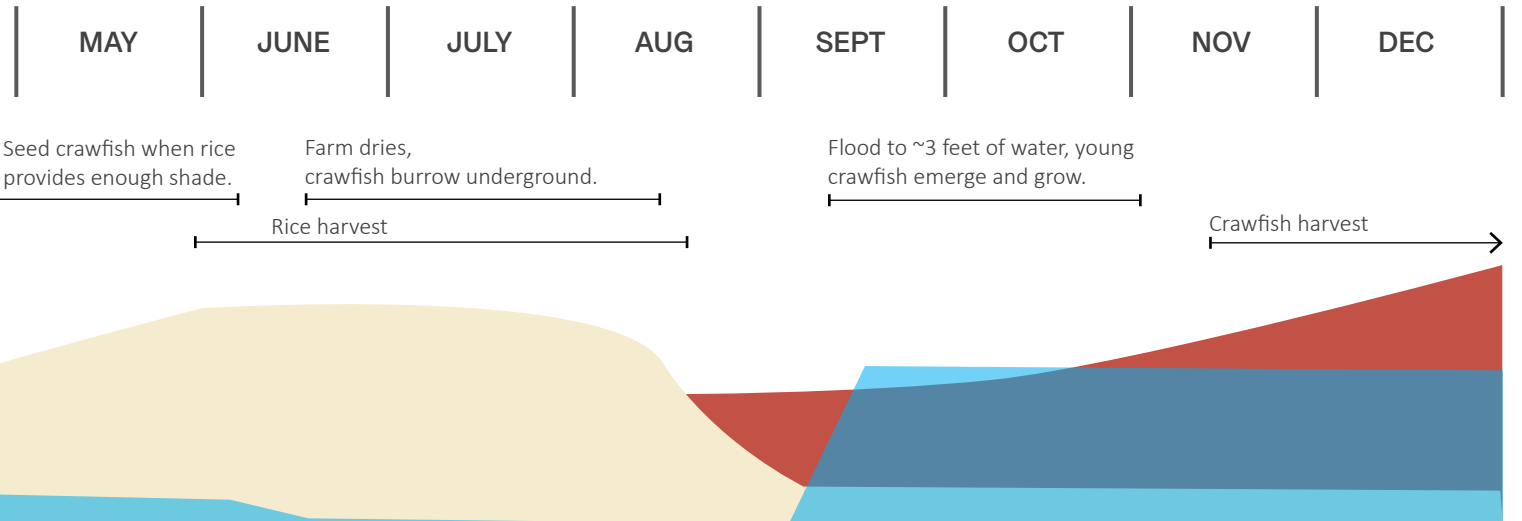 MAY JUNE JULY AUG SEPT OCT NOV DEC
Seed crawfish when rice
provides enough shade.
Farm dries,
crawfish burrow underground.
Flood to ~3 feet of water, young
crawfish emerge and grow.
Rice harvest
Crawfish harvest